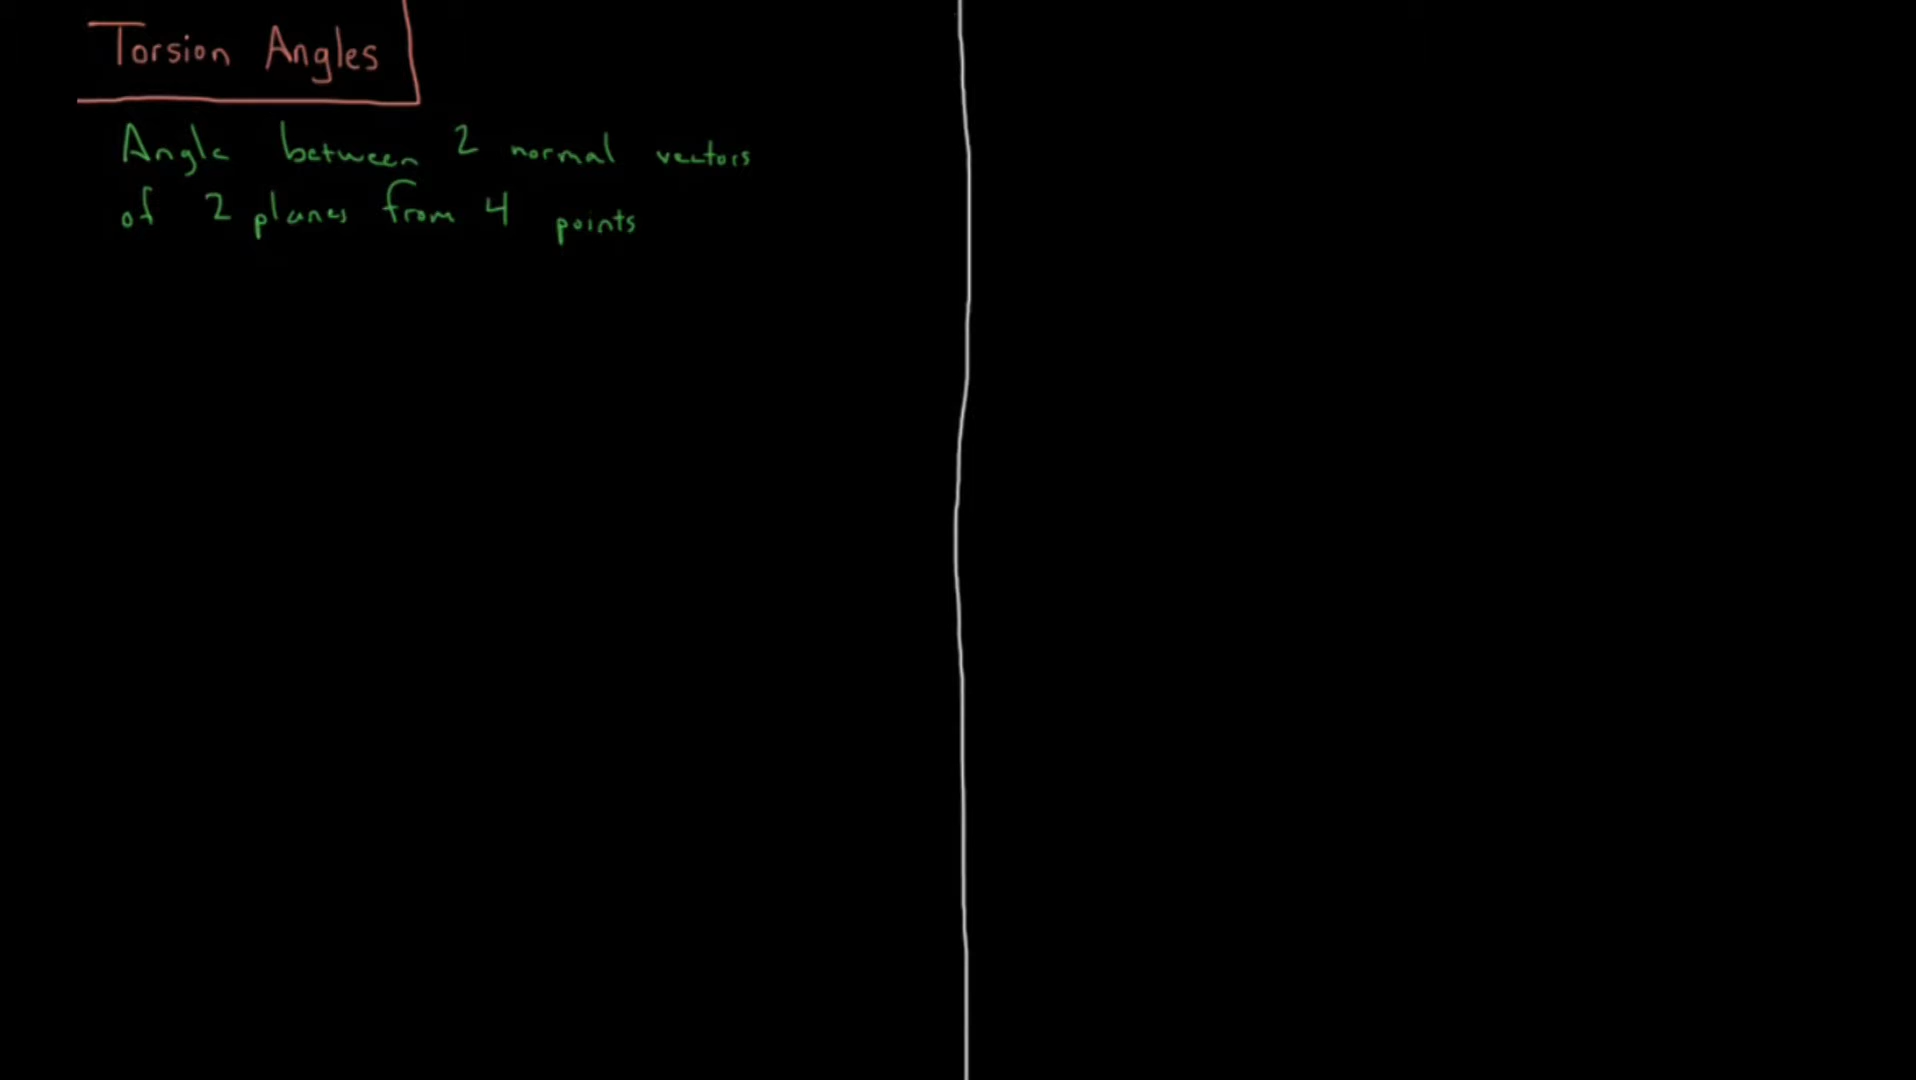 Torsion Angles
Angle between 2 normal vectors
of 2 planes from 4 points